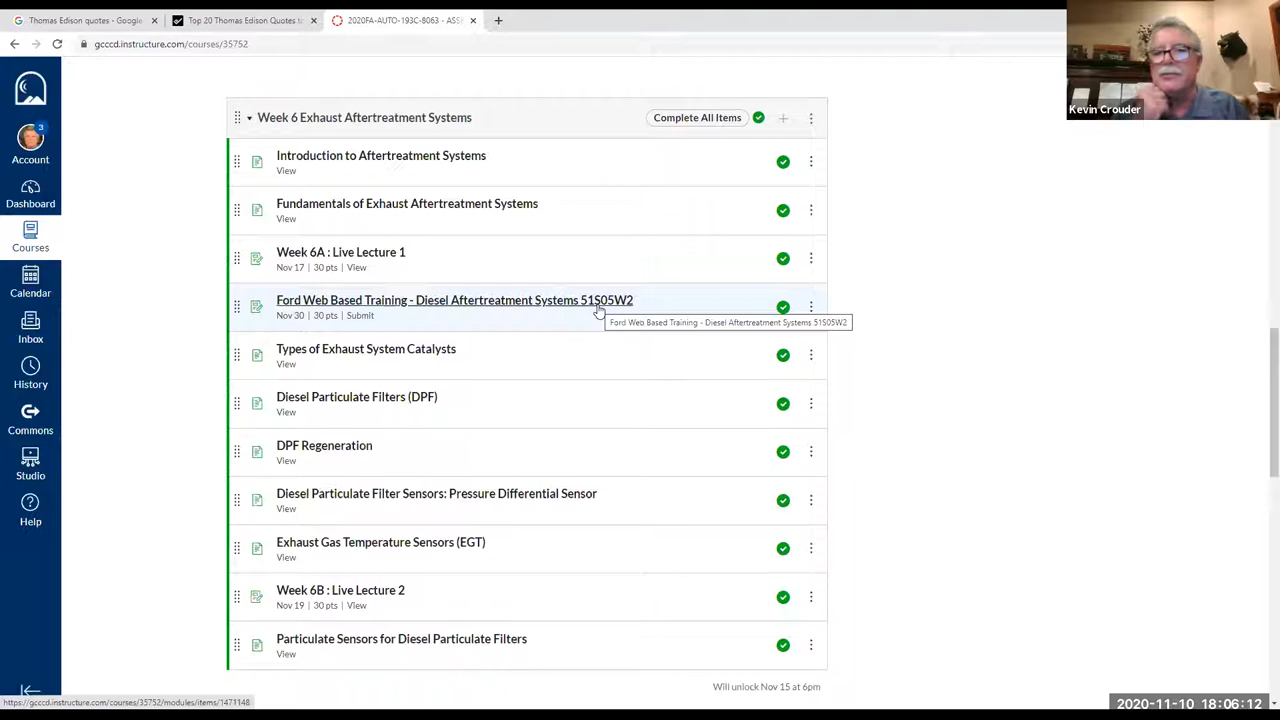 Thomas Edison quotes - Google
Top 20 Thomas Edison Quotes to
2020FA-AUTO-193C-8063 - ASS
gcccd.instructure.com/courses/35752
Kevin Crouder
3
Account
Dashboard
Courses
Calendar
Inbox
History
Commons
Studio
Help
Week 6 Exhaust Aftertreatment Systems
Complete All Items
Introduction to Aftertreatment Systems
View
Fundamentals of Exhaust Aftertreatment Systems
View
Week 6A : Live Lecture 1
Nov 17 | 30 pts | View
Ford Web Based Training - Diesel Aftertreatment Systems 51S05W2
Nov 30 | 30 pts | Submit
Ford Web Based Training - Diesel Aftertreatment Systems 51S05W2
Types of Exhaust System Catalysts
View
Diesel Particulate Filters (DPF)
View
DPF Regeneration
View
Diesel Particulate Filter Sensors: Pressure Differential Sensor
View
Exhaust Gas Temperature Sensors (EGT)
View
Week 6B : Live Lecture 2
Nov 19 | 30 pts | View
Particulate Sensors for Diesel Particulate Filters
View
Will unlock Nov 15 at 6pm
https://gcccd.instructure.com/courses/35752/modules/items/1471148
2020-11-10 18:06:12